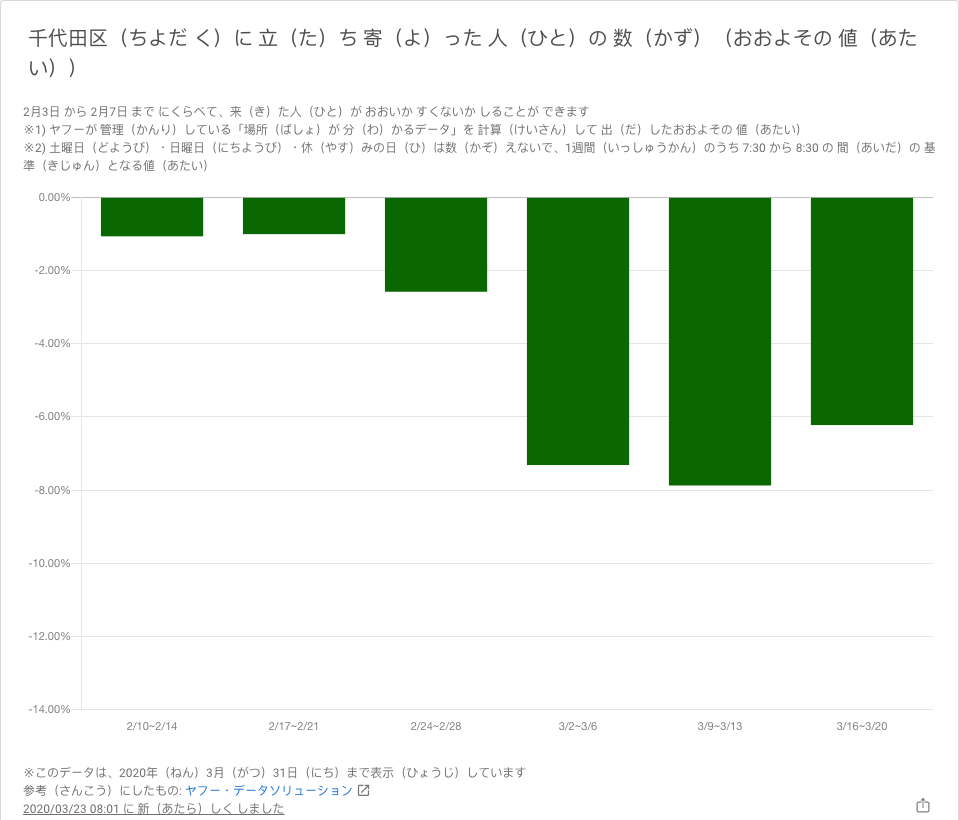 千代田区（ちよだ く）に 立（た）ち 寄（よ）った 人（ひと）の 数（かず）（おおよその 値（あた
い））
2月3日 から 2月7日 まで にくらべて、来（き）た人（ひと）が おおいか すくないか しることが できます
※1) ヤフーが 管理（かんり）している「場所（ばしょ）が 分（わ）かるデータ」を 計算（けいさん）して 出（だ）したおおよその 値（あたい）
※2) 土曜日（どようび）・日曜日（にちようび）・休（やす）みの日（ひ）は数（かぞ）えないで、1週間（いっしゅうかん）のうち 7:30 から 8:30 の 間（あいだ）の 基
準（きじゅん）となる値（あたい）
0.00%
-2.00%
-4.00%
-6.00%
-8.00%
-10.00%
-12.00%
-14.00%
2/10~2/14 2/17~2/21 2/24~2/28 3/2~3/6 3/9~3/13 3/16~3/20
※このデータは、2020年（ねん）3月（がつ）31日（にち）まで表示（ひょうじ）しています
参考（さんこう）にしたもの: ヤフー・データソリューション
2020/03/23 08:01 に 新（あたら）しく しました